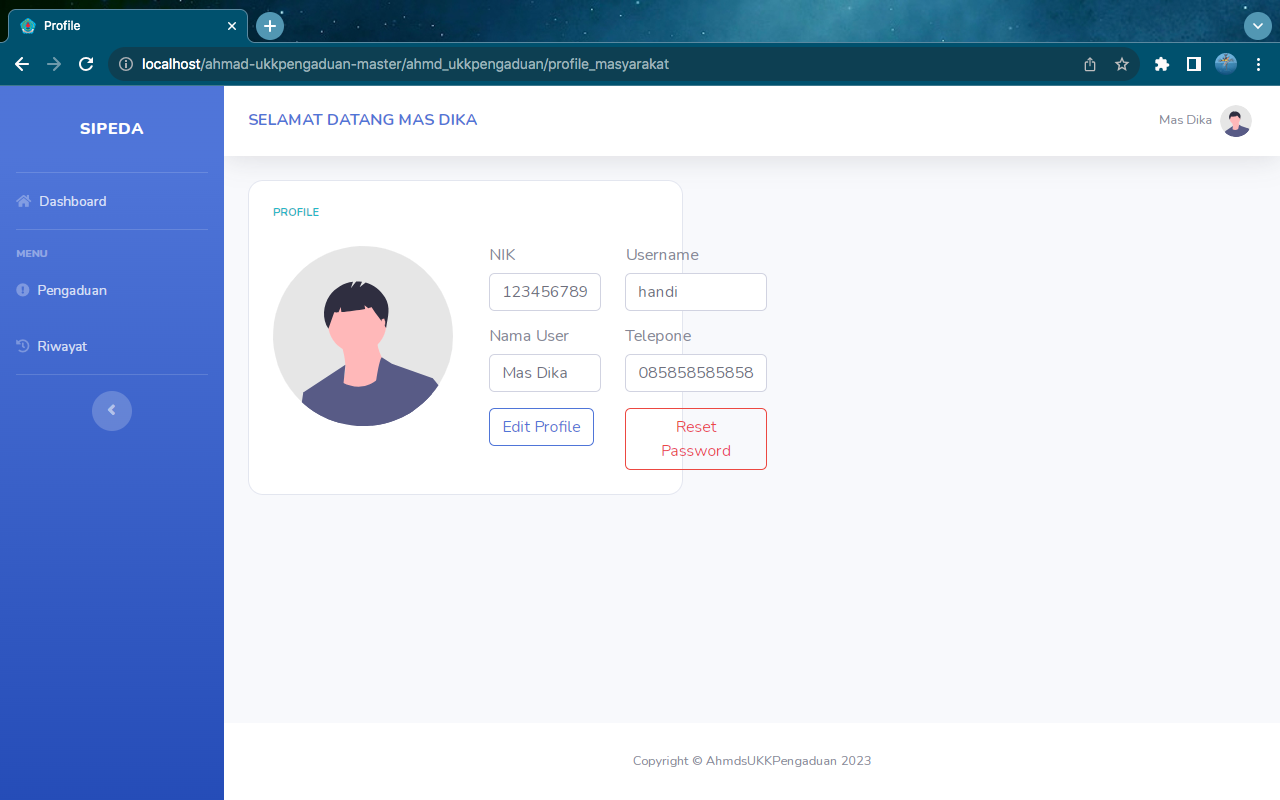 Profile
localhost/ahmad-ukkpengaduan-master/ahmd_ukkpengaduan/profile_masyarakat
SIPEDA
Dashboard
MENU
Pengaduan
Riwayat
SELAMAT DATANG MAS DIKA
Mas Dika
PROFILE
NIK
Username
123456789
handi
Nama User
Telepone
Mas Dika
085858585858
Edit Profile
Reset
Password
Copyright © AhmdsUKKPengaduan 2023